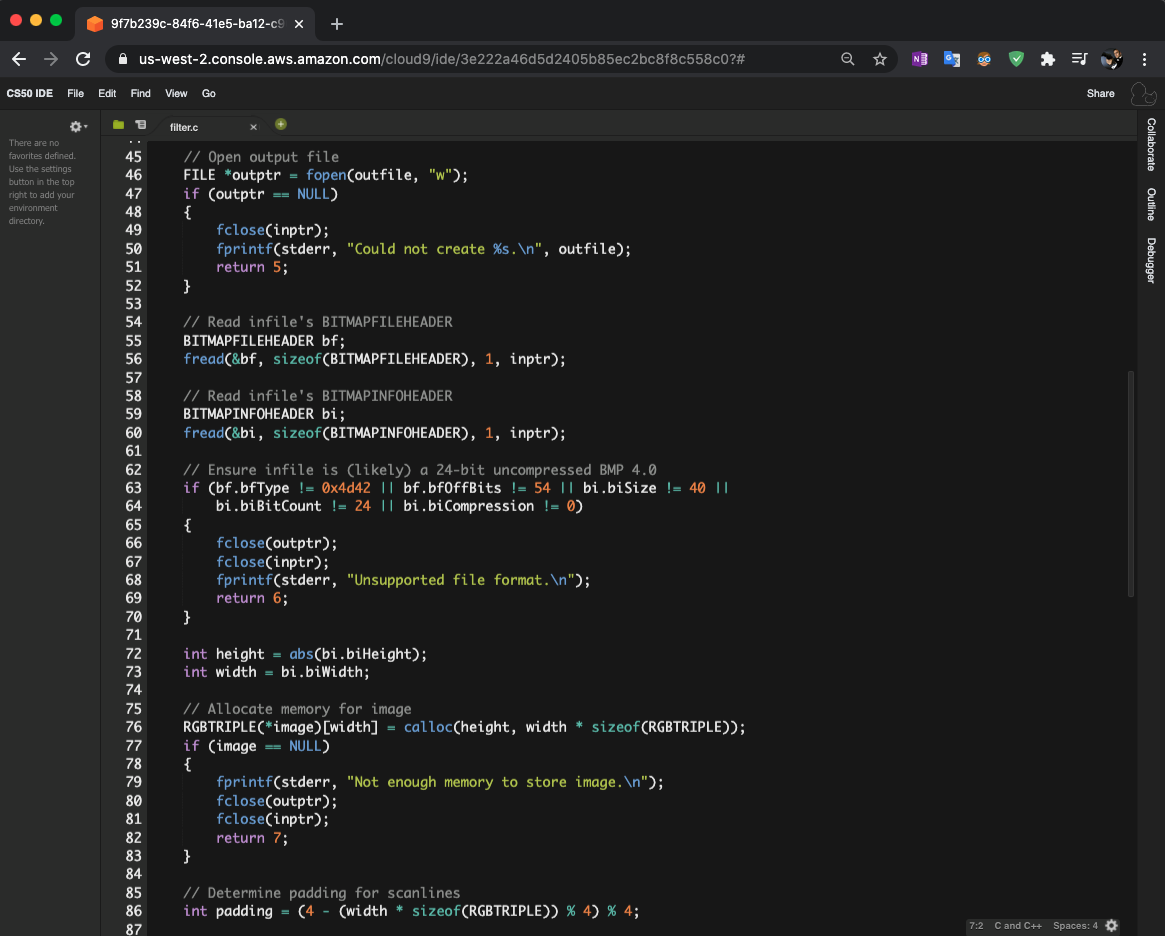 9f7b239c-84f6-41e5-ba12-c9
us-west-2.console.aws.amazon.com/cloud9/ide/3e222a46d5d2405b85ec2bc8f8c558c0?#
CS50 IDE File Edit Find View Go Share
There are no
favorites defined.
Use the settings
button in the top
right to add your
environment
directory.
filter.c
45 // Open output file
46 FILE *outptr = fopen(outfile, "w");
47 if (outptr == NULL)
48 {
49     fclose(inptr);
50     fprintf(stderr, "Could not create %s.\n", outfile);
51     return 5;
52 }
53
54 // Read infile's BITMAPFILEHEADER
55 BITMAPFILEHEADER bf;
56 fread(&bf, sizeof(BITMAPFILEHEADER), 1, inptr);
57
58 // Read infile's BITMAPINFOHEADER
59 BITMAPINFOHEADER bi;
60 fread(&bi, sizeof(BITMAPINFOHEADER), 1, inptr);
61
62 // Ensure infile is (likely) a 24-bit uncompressed BMP 4.0
63 if (bf.bfType != 0x4d42 || bf.bfOffBits != 54 || bi.biSize != 40 ||
64     bi.biBitCount != 24 || bi.biCompression != 0)
65 {
66     fclose(outptr);
67     fclose(inptr);
68     fprintf(stderr, "Unsupported file format.\n");
69     return 6;
70 }
71
72 int height = abs(bi.biHeight);
73 int width = bi.biWidth;
74
75 // Allocate memory for image
76 RGBTRIPLE(*image)[width] = calloc(height, width * sizeof(RGBTRIPLE));
77 if (image == NULL)
78 {
79     fprintf(stderr, "Not enough memory to store image.\n");
80     fclose(outptr);
81     fclose(inptr);
82     return 7;
83 }
84
85 // Determine padding for scanlines
86 int padding = (4 - (width * sizeof(RGBTRIPLE)) % 4) % 4;
87
Collaborate
Outline
Debugger
7:2 C and C++ Spaces: 4